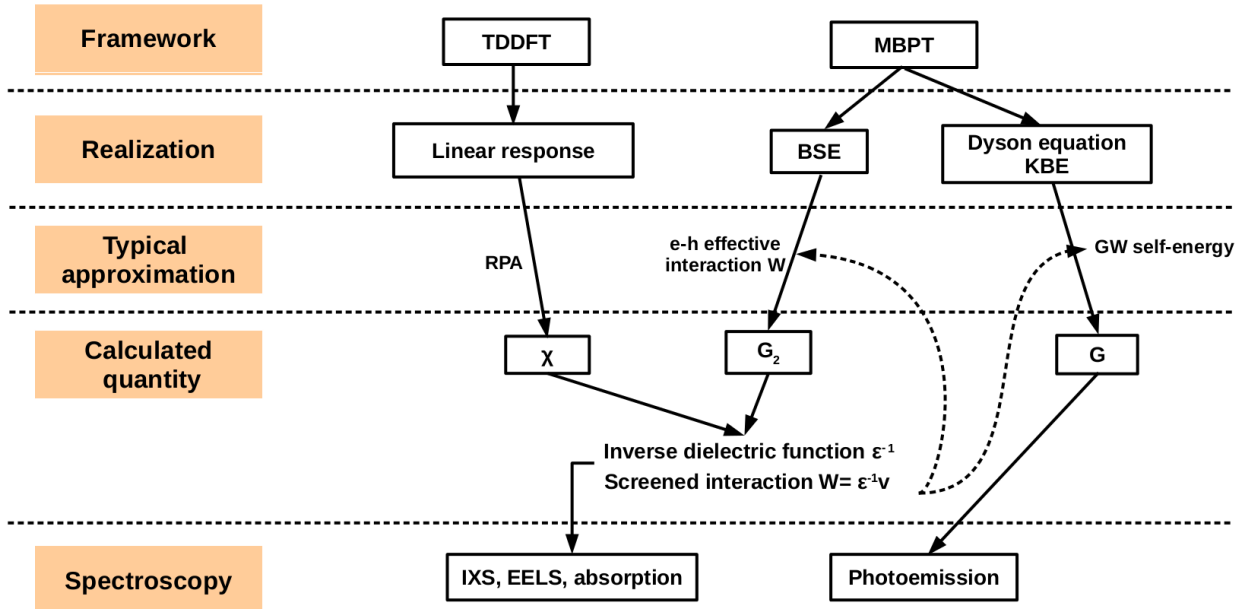 Framework
TDDFT
MBPT
Realization
Linear response
BSE
Dyson equation
KBE
Typical
approximation
RPA
e-h effective
interaction W
GW self-energy
Calculated
quantity
χ
G₂
G
Inverse dielectric function ε⁻¹
Screened interaction W= ε⁻¹v
Spectroscopy
IXS, EELS, absorption
Photoemission